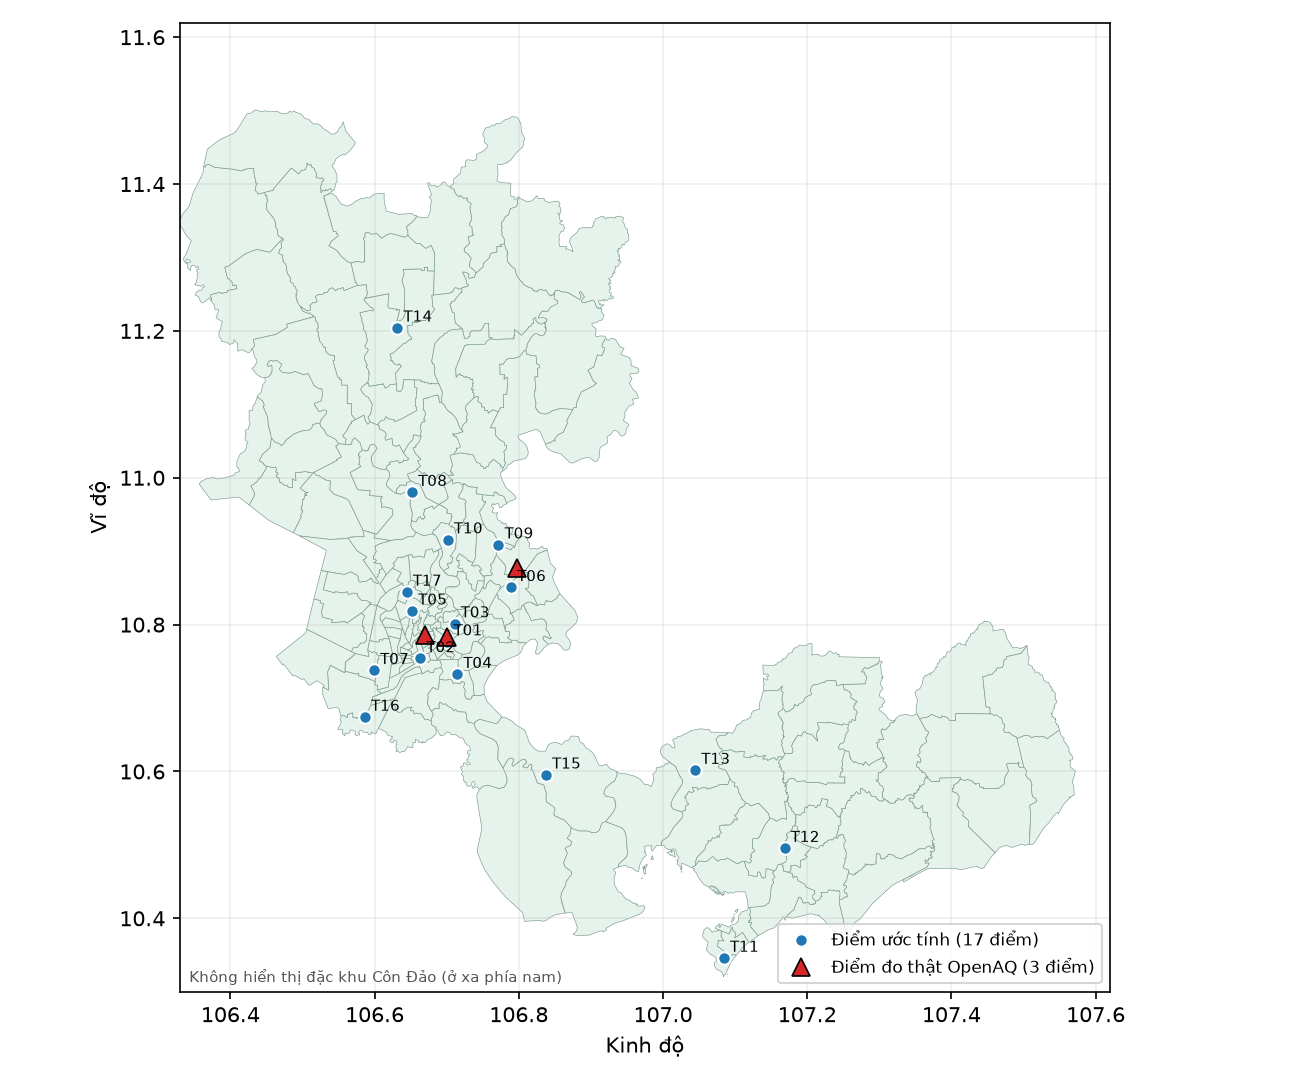 11.6
11.4
11.2
11.0
10.8
10.6
10.4
Vĩ độ
T14
T08
T10
T09
T06
T17
T05
T03
T01
T02
T07
T04
T16
T15
T13
T12
T11
Điểm ước tính (17 điểm)
Điểm đo thật OpenAQ (3 điểm)
Không hiển thị đặc khu Côn Đảo (ở xa phía nam)
106.4 106.6 106.8 107.0 107.2 107.4 107.6
Kinh độ